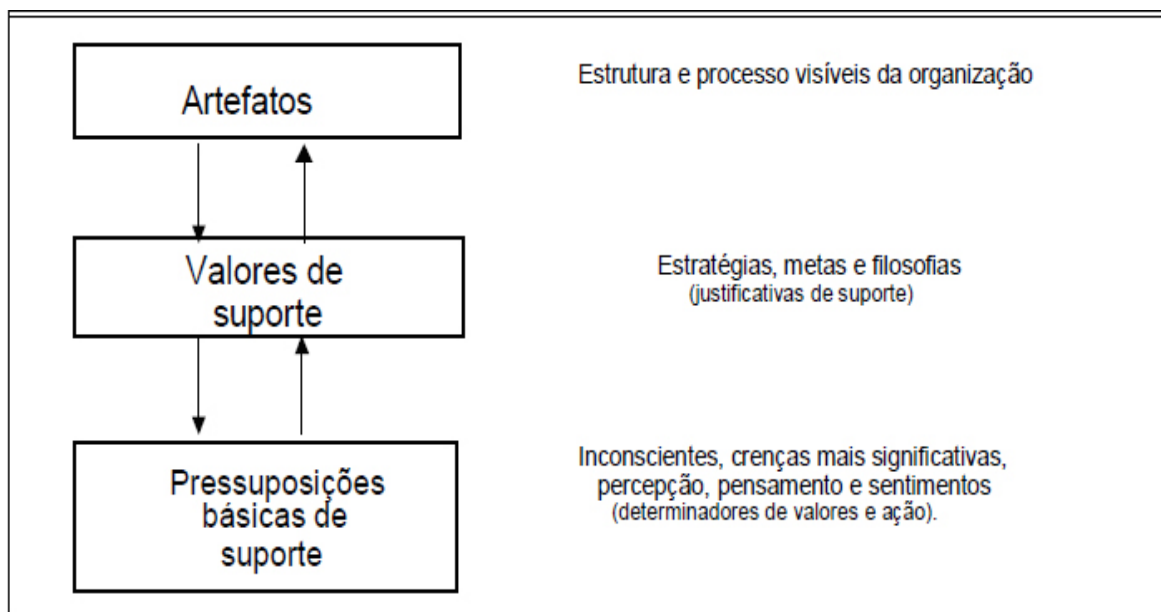 Artefatos
Estrutura e processo visíveis da organização
Valores de
suporte
Estratégias, metas e filosofias
(justificativas de suporte)
Pressuposições
básicas de
suporte
Inconscientes, crenças mais significativas,
percepção, pensamento e sentimentos
(determinadores de valores e ação).